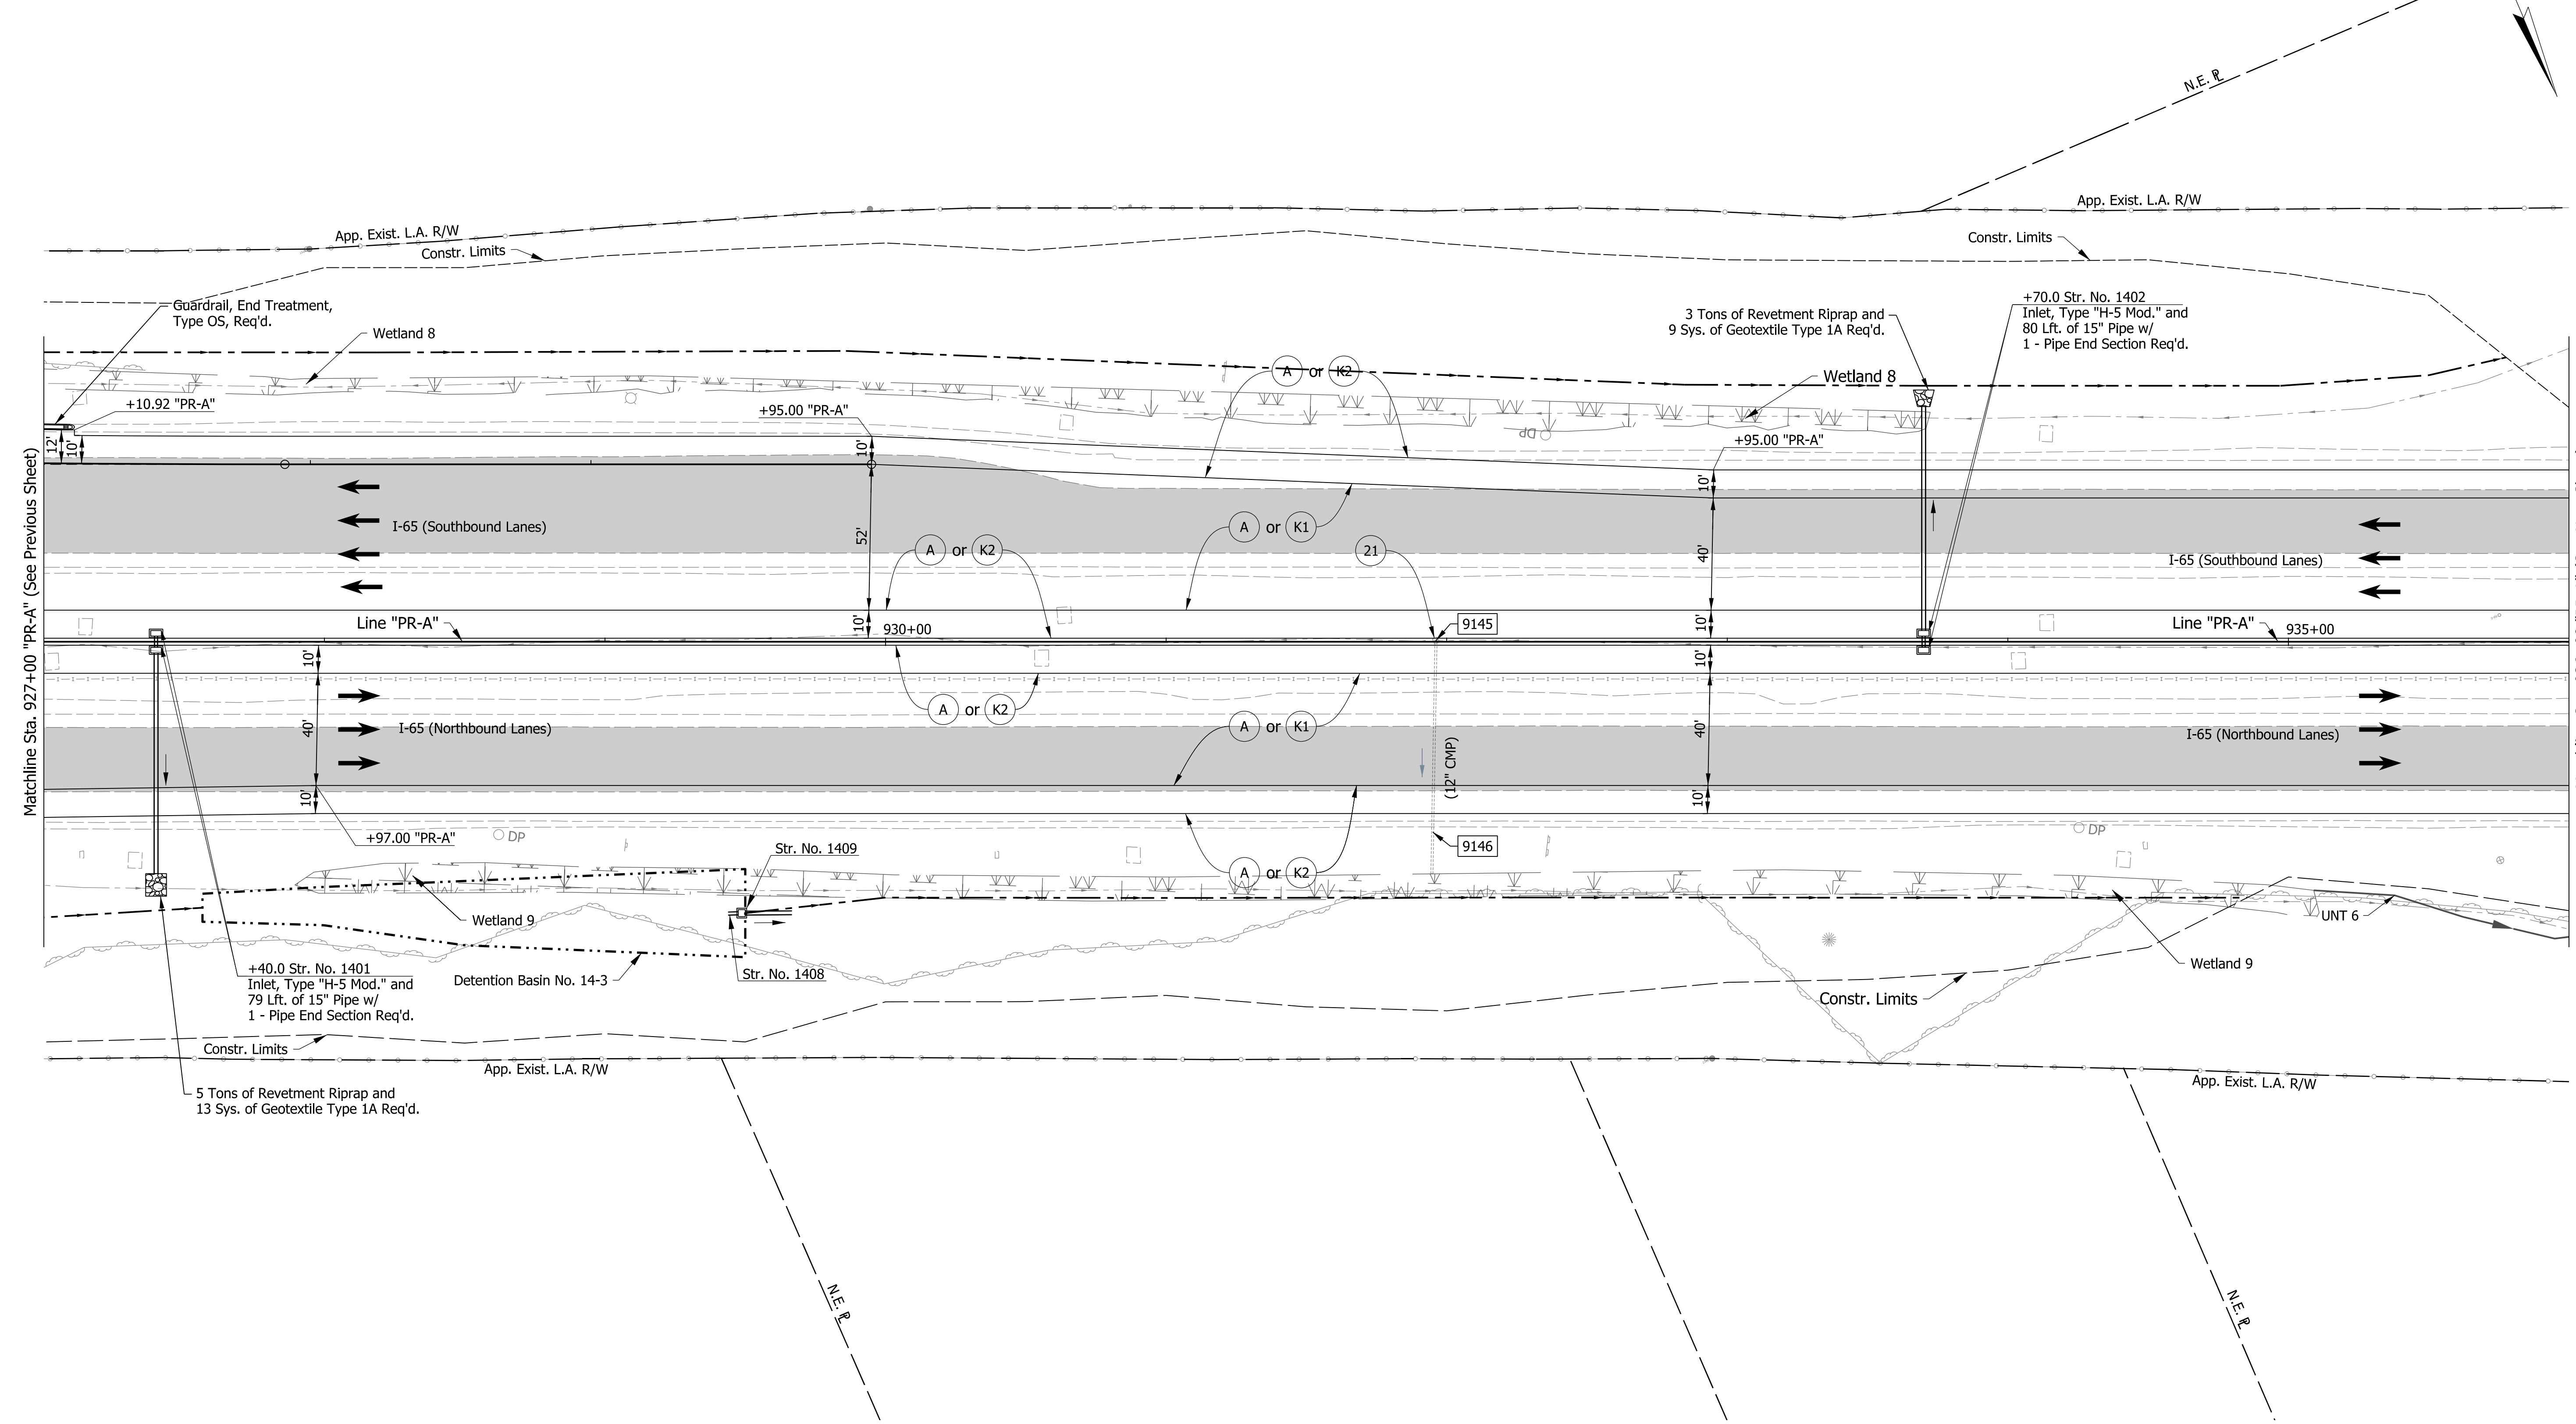 N.E. PL
App. Exist. L.A. R/W
App. Exist. L.A. R/W
Constr. Limits
Constr. Limits
Guardrail, End Treatment,
Type OS, Req'd.
Wetland 8
3 Tons of Revetment Riprap and
9 Sys. of Geotextile Type 1A Req'd.
+70.0 Str. No. 1402
Inlet, Type "H-5 Mod." and
80 Lft. of 15" Pipe w/
1 - Pipe End Section Req'd.
A or K2
Wetland 8
+10.92 "PR-A"
+95.00 "PR-A"
DP
+95.00 "PR-A"
12'
10'
10'
10'
Matchline Sta. 927+00 "PR-A" (See Previous Sheet)
I-65 (Southbound Lanes)
52'
A or K1
A or K2
21
40'
I-65 (Southbound Lanes)
Line "PR-A"
10'
930+00
9145
10'
Line "PR-A"
935+00
10'
10'
A or K2
40'
I-65 (Northbound Lanes)
A or K1
40'
I-65 (Northbound Lanes)
(12" CMP)
10'
10'
+97.00 "PR-A"
DP
Str. No. 1409
9146
DP
A or K2
Wetland 9
UNT 6
+40.0 Str. No. 1401
Inlet, Type "H-5 Mod." and
79 Lft. of 15" Pipe w/
1 - Pipe End Section Req'd.
Detention Basin No. 14-3
Str. No. 1408
Wetland 9
Constr. Limits
Constr. Limits
App. Exist. L.A. R/W
App. Exist. L.A. R/W
5 Tons of Revetment Riprap and
13 Sys. of Geotextile Type 1A Req'd.
N.E. PL
N.E. PL